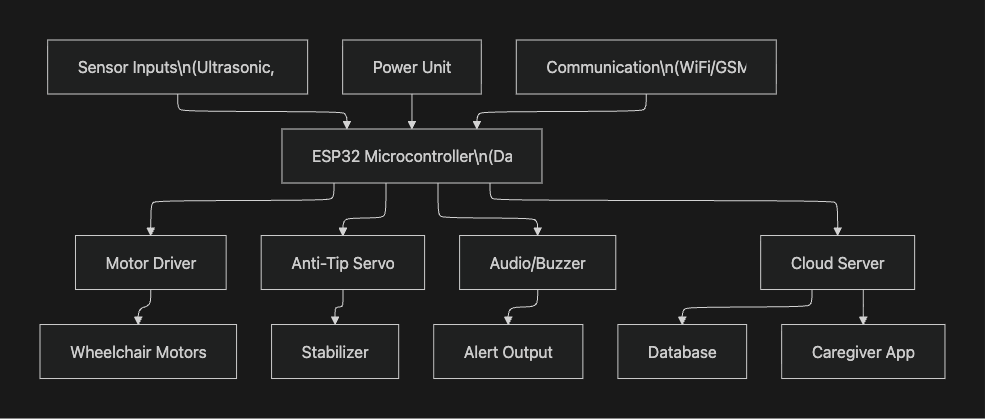 Sensor Inputs\n(Ultrasonic,
Power Unit
Communication\n(WiFi/GSM
ESP32 Microcontroller\n(Da
Motor Driver
Anti-Tip Servo
Audio/Buzzer
Cloud Server
Wheelchair Motors
Stabilizer
Alert Output
Database
Caregiver App